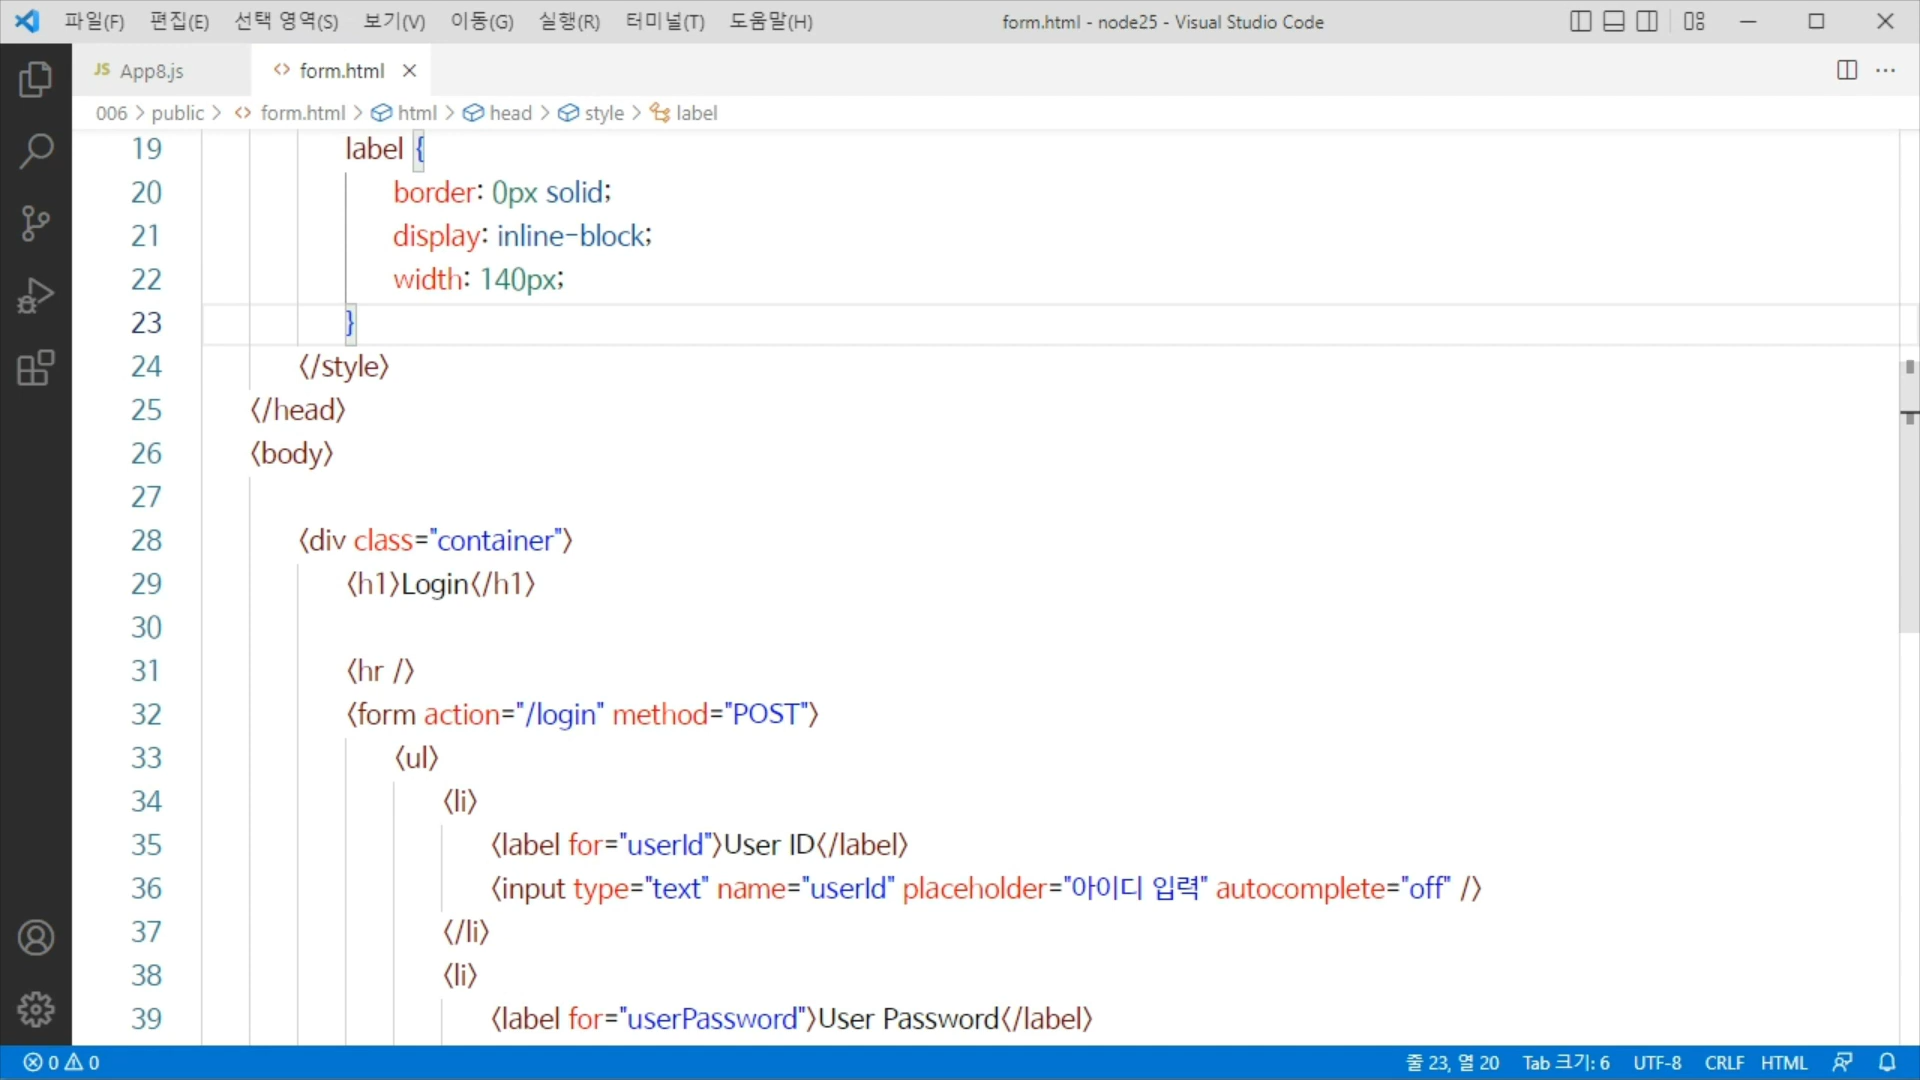 파일(F) 편집(E) 선택 영역(S) 보기(V) 이동(G) 실행(R) 터미널(T) 도움말(H) form.html - node25 - Visual Studio Code
JS App8.js <> form.html
006 > public > <> form.html > html > head > style > label
19 label {
20 border: 0px solid;
21 display: inline-block;
22 width: 140px;
23 }
24 </style>
25 </head>
26 <body>
27
28 <div class="container">
29 <h1>Login</h1>
30
31 <hr />
32 <form action="/login" method="POST">
33 <ul>
34 <li>
35 <label for="userId">User ID</label>
36 <input type="text" name="userId" placeholder="아이디 입력" autocomplete="off" />
37 </li>
38 <li>
39 <label for="userPassword">User Password</label>
0 0 줄 23, 열 20 Tab 크기: 6 UTF-8 CRLF HTML